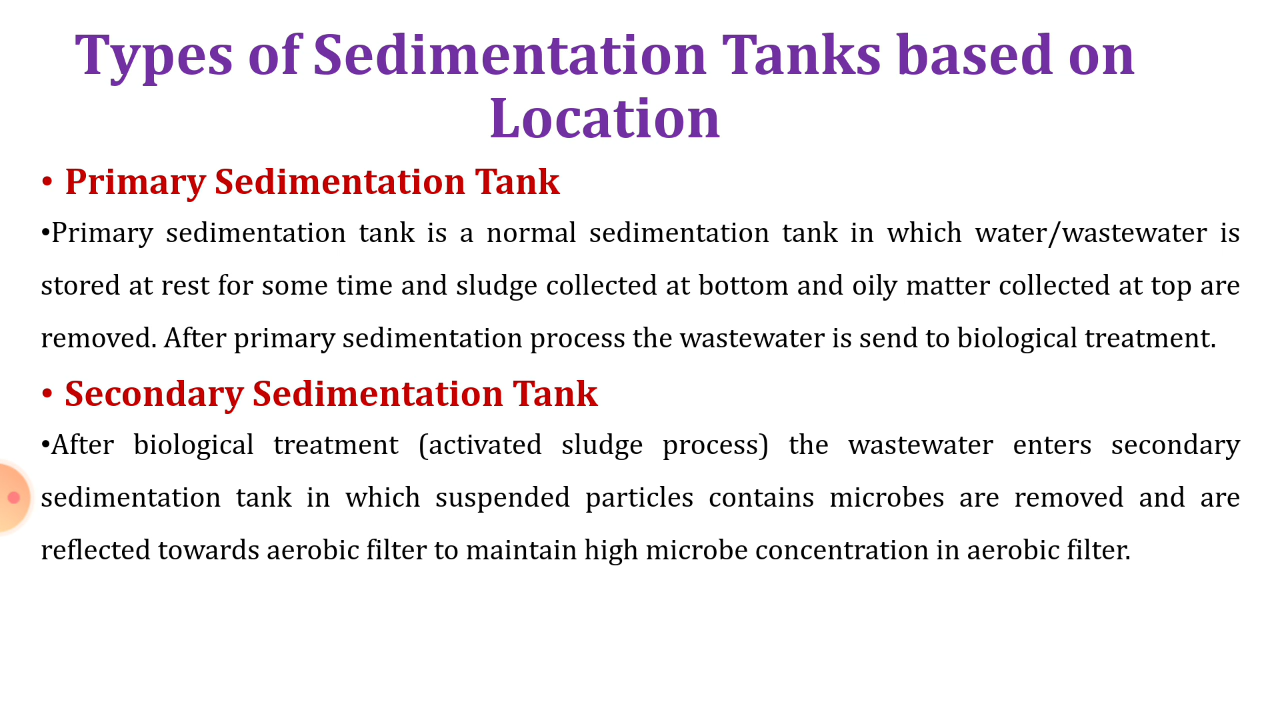 Types of Sedimentation Tanks based on
Location
• Primary Sedimentation Tank
•Primary sedimentation tank is a normal sedimentation tank in which water/wastewater is
stored at rest for some time and sludge collected at bottom and oily matter collected at top are
removed. After primary sedimentation process the wastewater is send to biological treatment.
• Secondary Sedimentation Tank
•After biological treatment (activated sludge process) the wastewater enters secondary
sedimentation tank in which suspended particles contains microbes are removed and are
reflected towards aerobic filter to maintain high microbe concentration in aerobic filter.